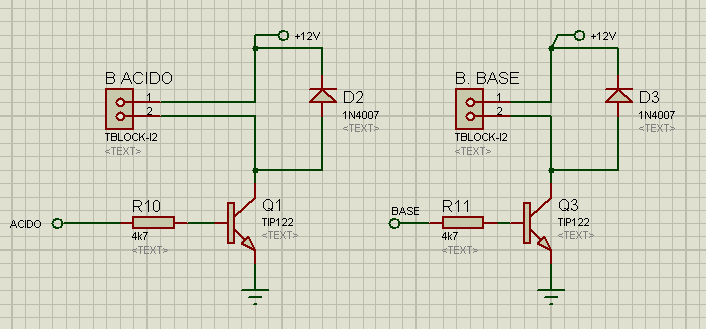 +12V
B ACIDO
1
2
TBLOCK-I2
<TEXT>
D2
1N4007
<TEXT>
Q1
TIP122
<TEXT>
R10
4k7
<TEXT>
ACIDO
+12V
B. BASE
1
2
TBLOCK-I2
<TEXT>
D3
1N4007
<TEXT>
Q3
TIP122
<TEXT>
R11
4k7
<TEXT>
BASE